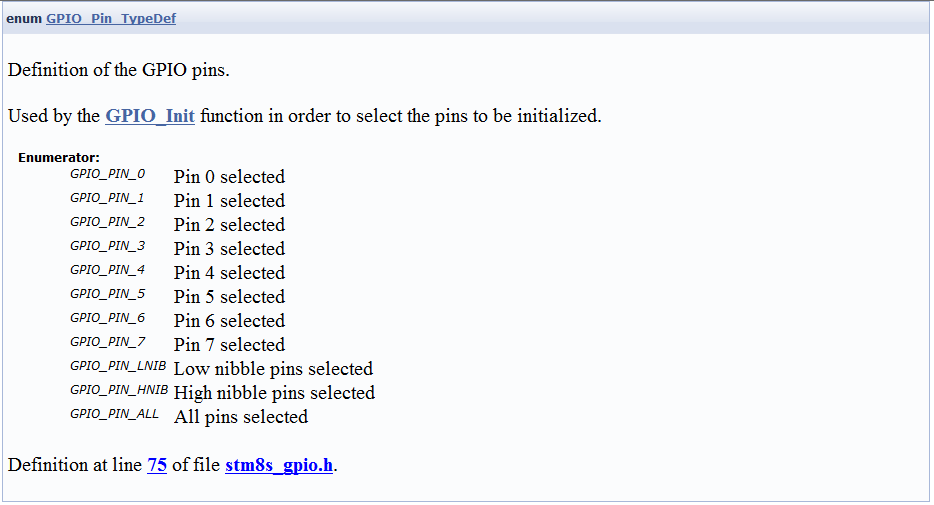 enum GPIO_Pin_TypeDef
Definition of the GPIO pins.
Used by the GPIO_Init function in order to select the pins to be initialized.
Enumerator:
GPIO_PIN_0 Pin 0 selected
GPIO_PIN_1 Pin 1 selected
GPIO_PIN_2 Pin 2 selected
GPIO_PIN_3 Pin 3 selected
GPIO_PIN_4 Pin 4 selected
GPIO_PIN_5 Pin 5 selected
GPIO_PIN_6 Pin 6 selected
GPIO_PIN_7 Pin 7 selected
GPIO_PIN_LNIB Low nibble pins selected
GPIO_PIN_HNIB High nibble pins selected
GPIO_PIN_ALL All pins selected
Definition at line 75 of file stm8s_gpio.h.